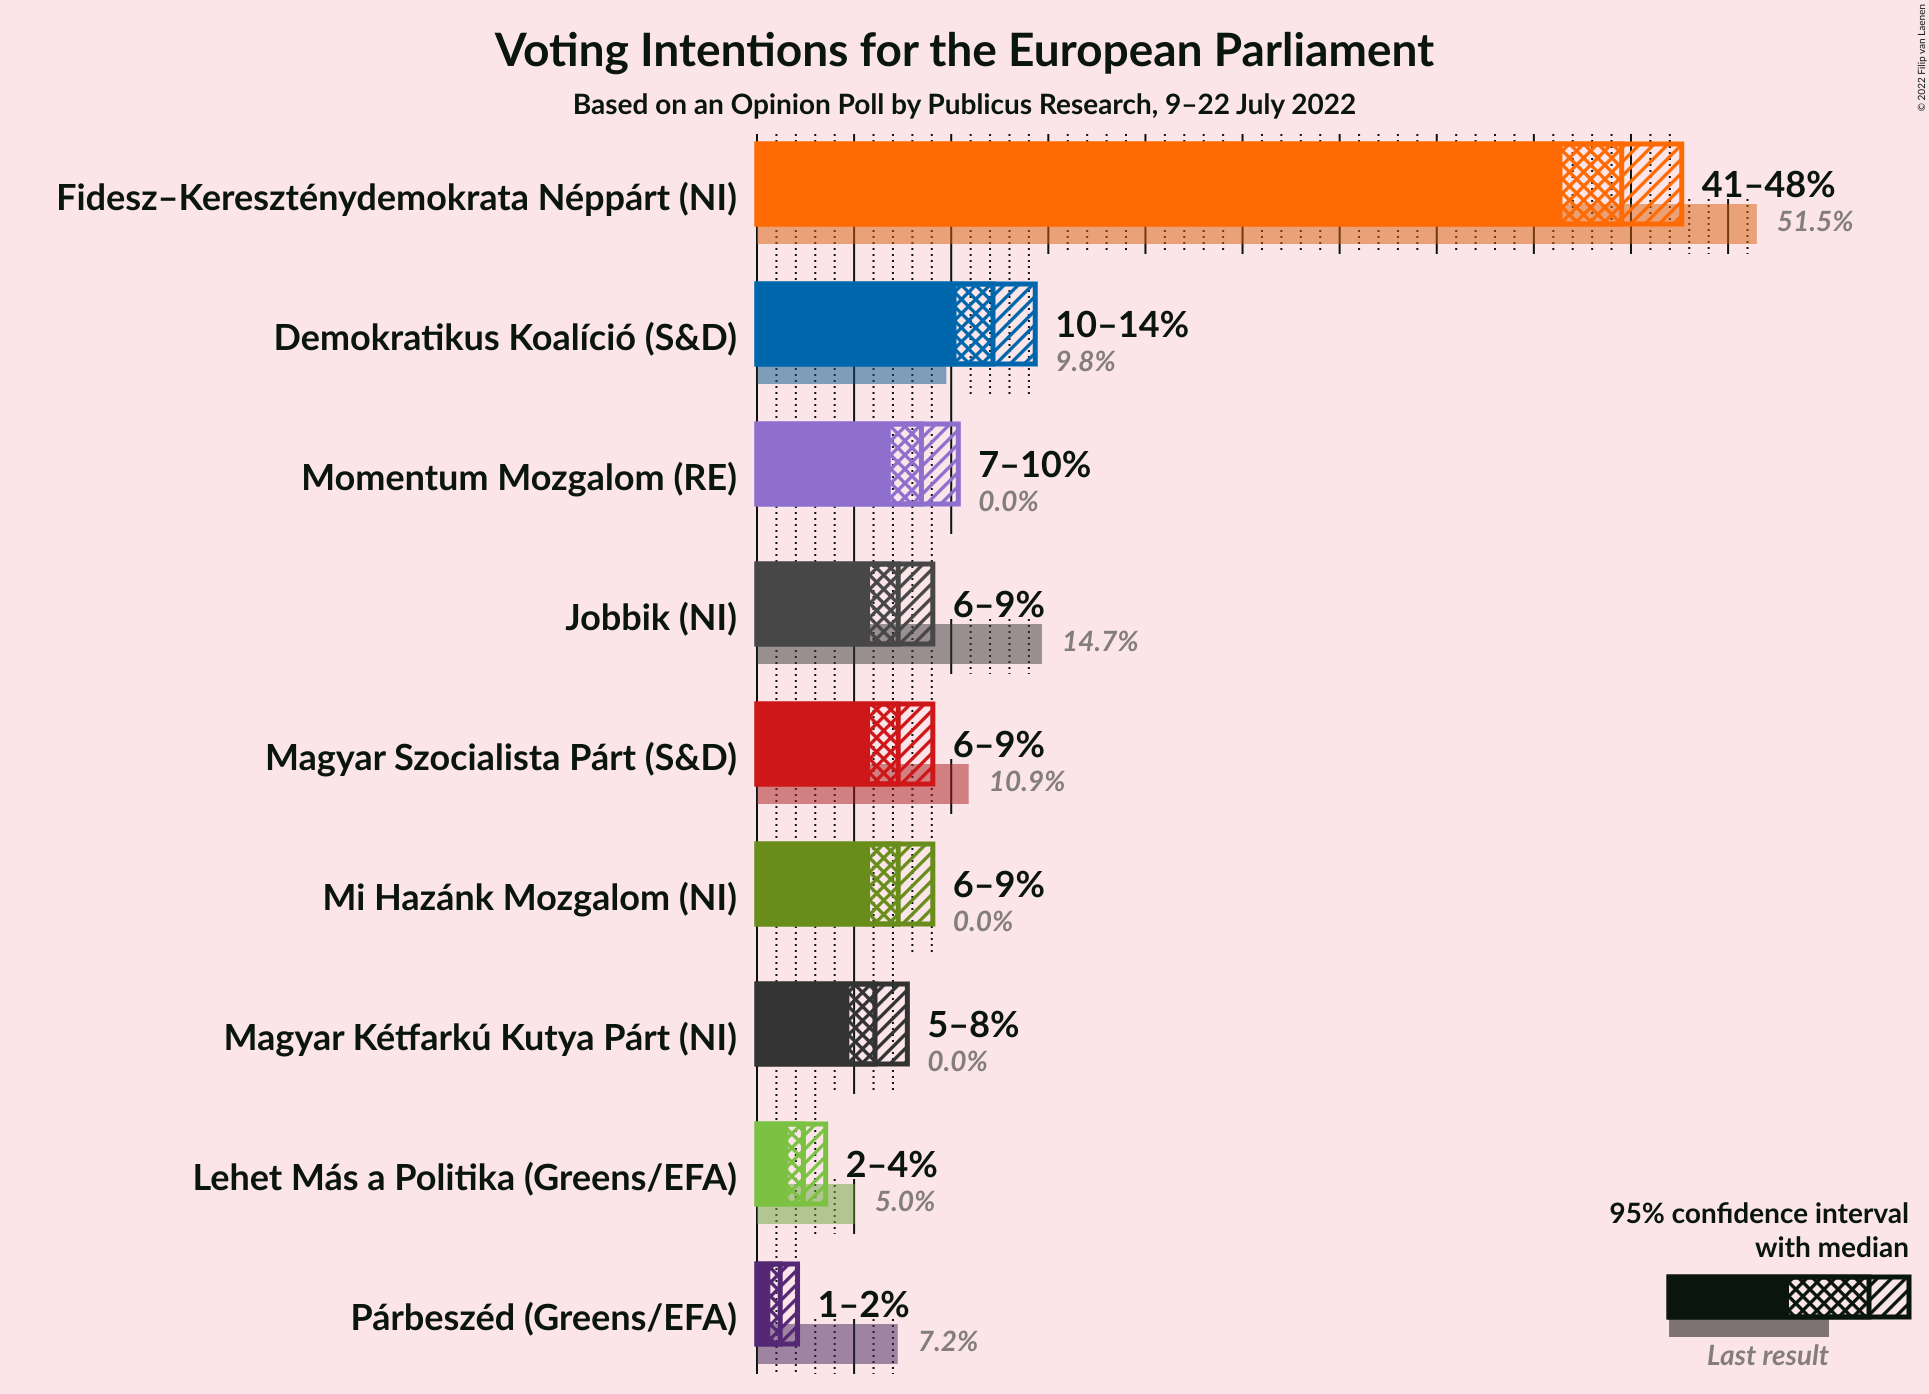 Voting Intentions for the European Parliament
Based on an Opinion Poll by Publicus Research, 9–22 July 2022
© 2022 Filip van Laenen
Fidesz–Kereszténydemokrata Néppárt (NI)
41–48%
51.5%
Demokratikus Koalíció (S&D)
10–14%
9.8%
Momentum Mozgalom (RE)
7–10%
0.0%
Jobbik (NI)
6–9%
14.7%
Magyar Szocialista Párt (S&D)
6–9%
10.9%
Mi Hazánk Mozgalom (NI)
6–9%
0.0%
Magyar Kétfarkú Kutya Párt (NI)
5–8%
0.0%
Lehet Más a Politika (Greens/EFA)
2–4%
5.0%
Párbeszéd (Greens/EFA)
1–2%
7.2%
95% confidence interval
with median
Last result